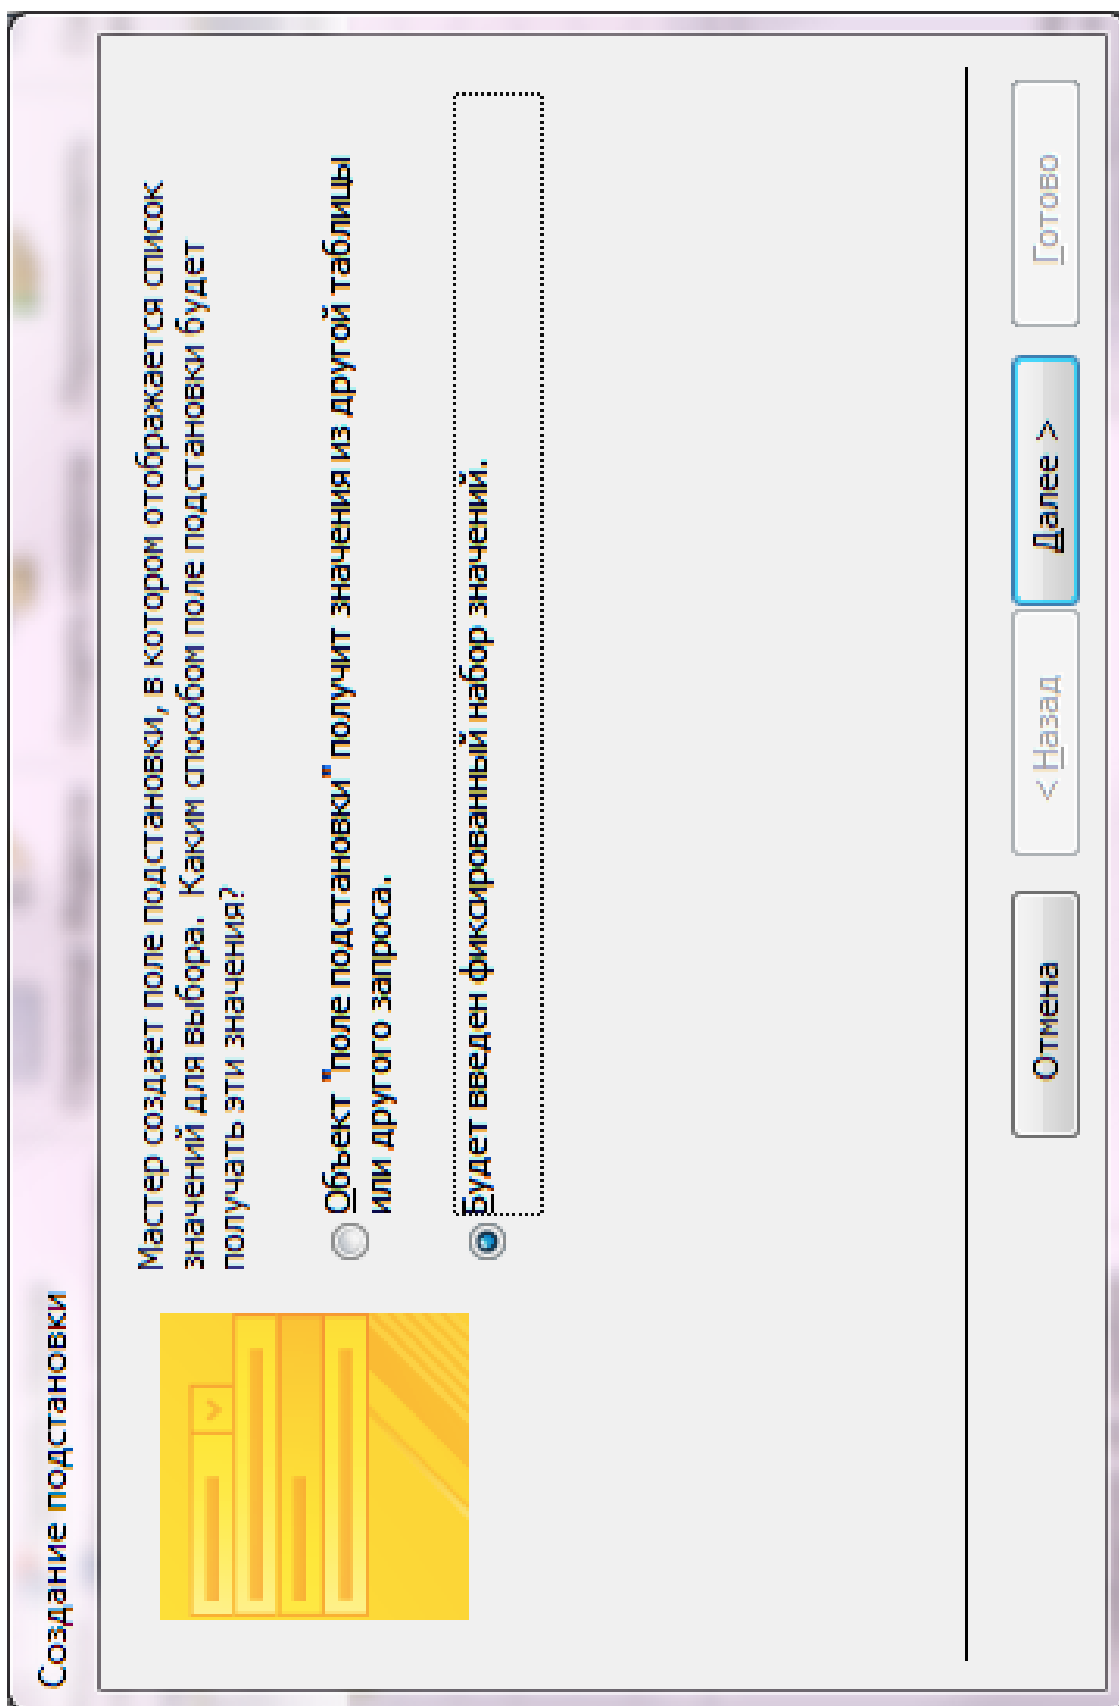 Создание подстановки
Мастер создает поле подстановки, в котором отображается список
значений для выбора. Каким способом поле подстановки будет
получать эти значения?
Объект "поле подстановки" получит значения из другой таблицы
или другого запроса.
Будет введен фиксированный набор значений.
Отмена
< Назад
Далее >
Готово